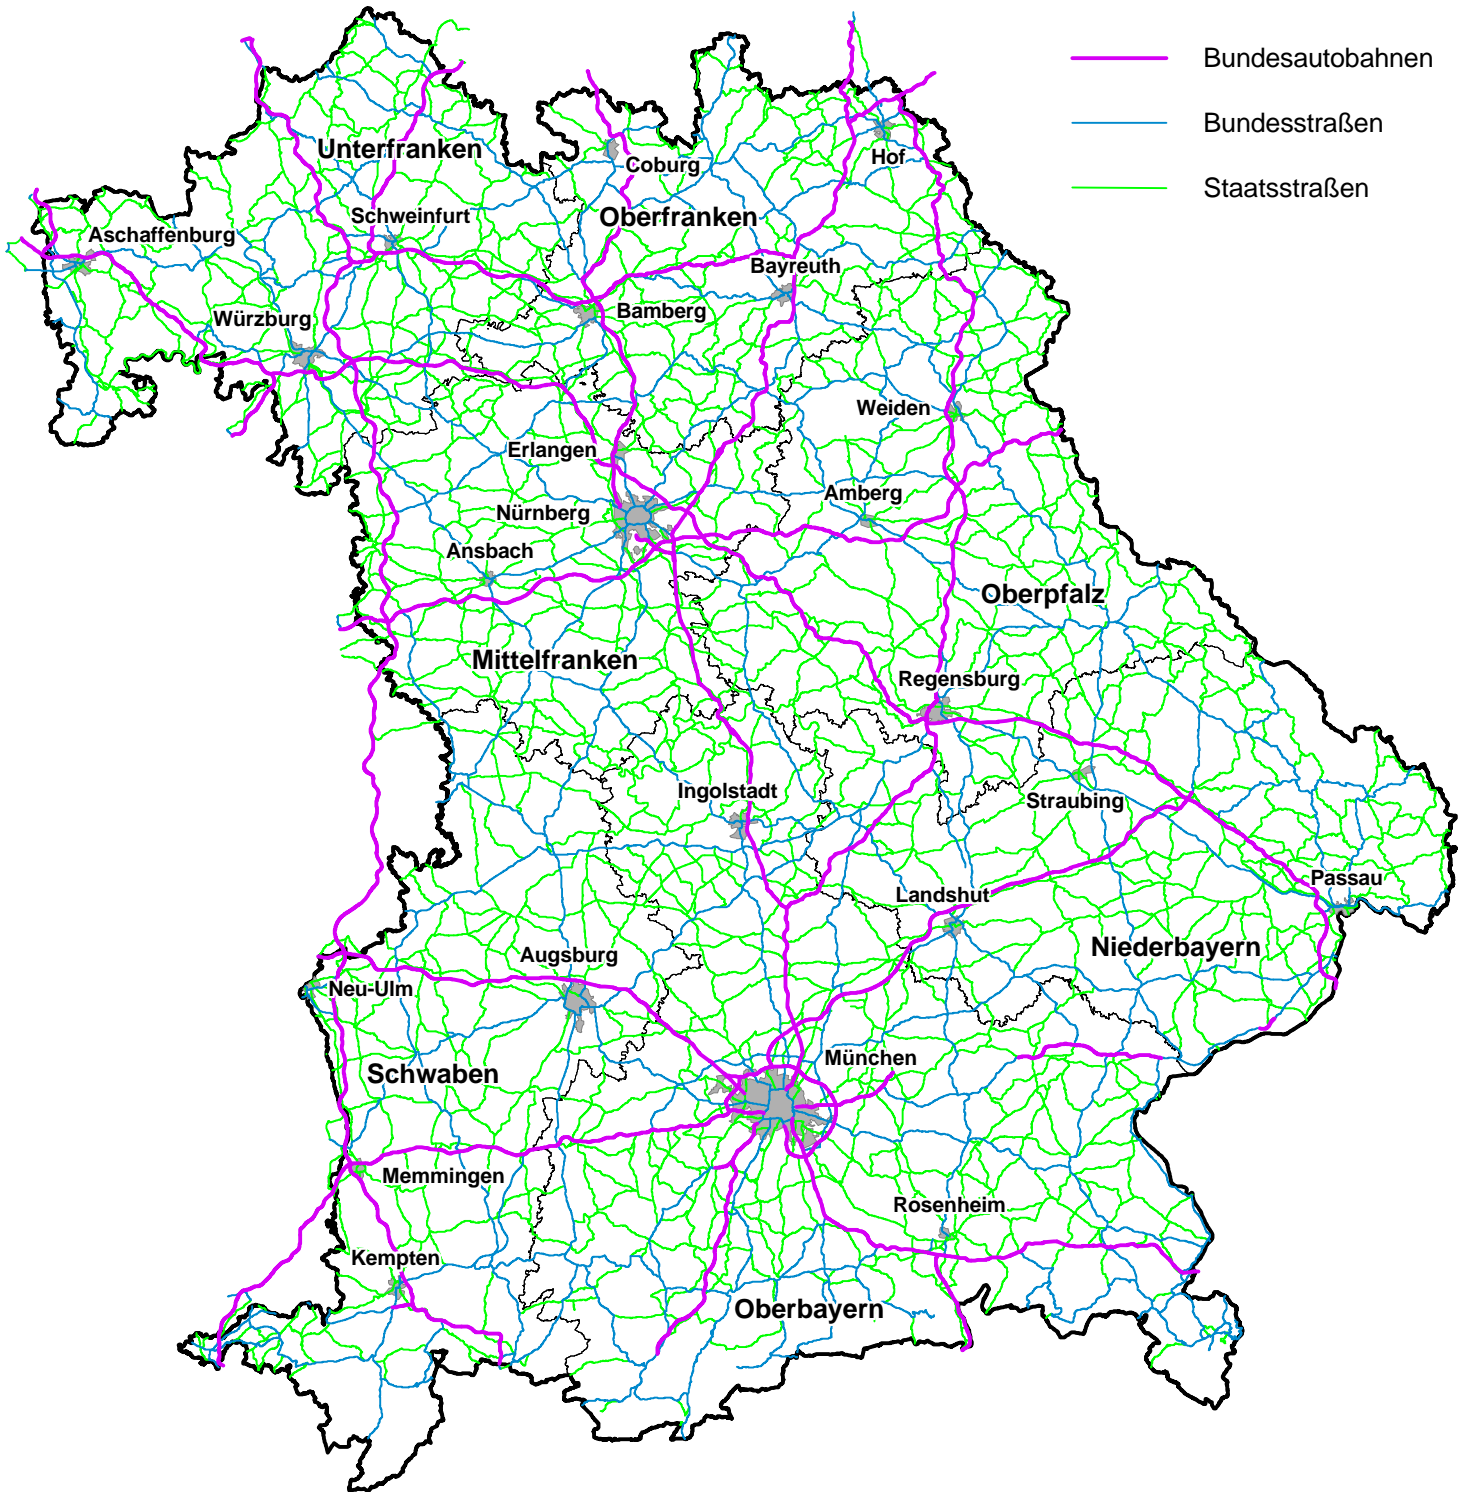 Bundesautobahnen
Bundesstraßen
Staatsstraßen
Unterfranken
Coburg
Hof
Schweinfurt
Oberfranken
Aschaffenburg
Bayreuth
Würzburg
Bamberg
Weiden
Erlangen
Amberg
Nürnberg
Ansbach
Oberpfalz
Mittelfranken
Regensburg
Ingolstadt
Straubing
Passau
Landshut
Niederbayern
Augsburg
Neu-Ulm
München
Schwaben
Memmingen
Rosenheim
Kempten
Oberbayern